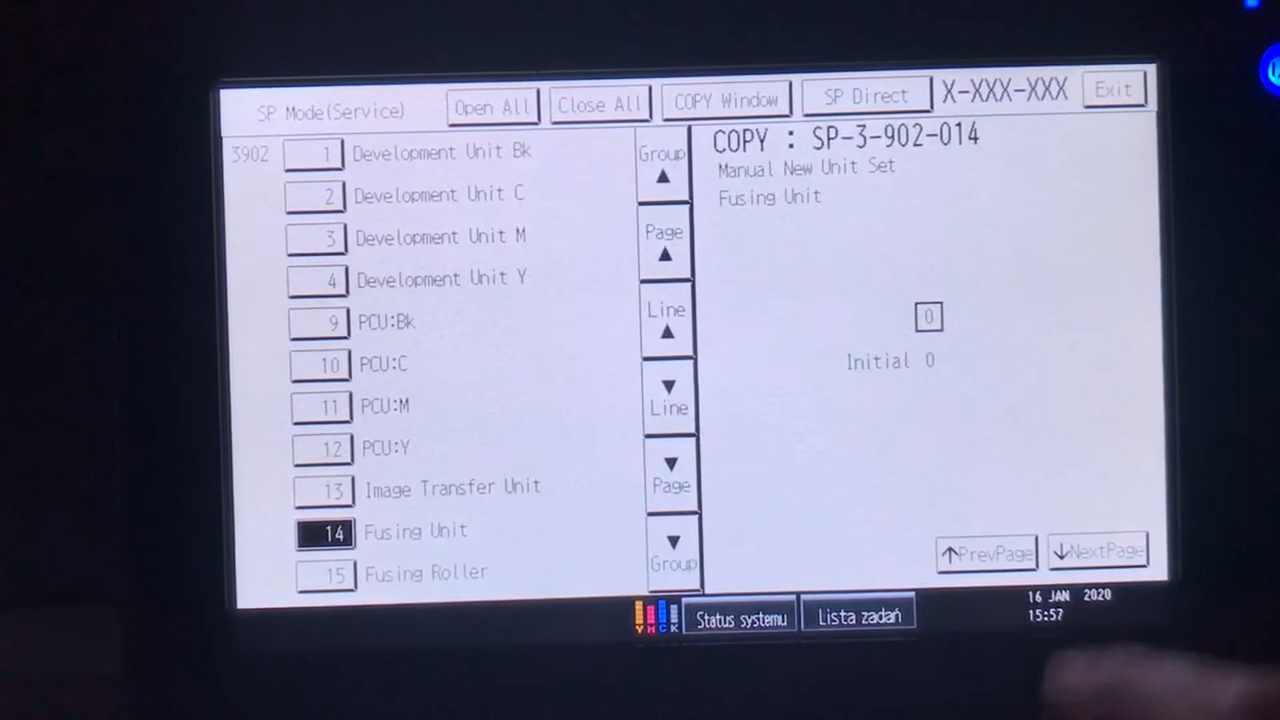 SP Mode(Service) Open All Close All COPY Window SP Direct X-XXX-XXX Exit
3902 1 Development Unit Bk
2 Development Unit C
3 Development Unit M
4 Development Unit Y
9 PCU:Bk
10 PCU:C
11 PCU:M
12 PCU:Y
13 Image Transfer Unit
14 Fusing Unit
15 Fusing Roller
Group ▲
Page ▲
Line ▲
▼ Line
▼ Page
▼ Group
COPY : SP-3-902-014
Manual New Unit Set
Fusing Unit
0
Initial 0
↑PrevPage ↓NextPage
Y M C K Status systemu Lista zadań
16 JAN 2020
15:57